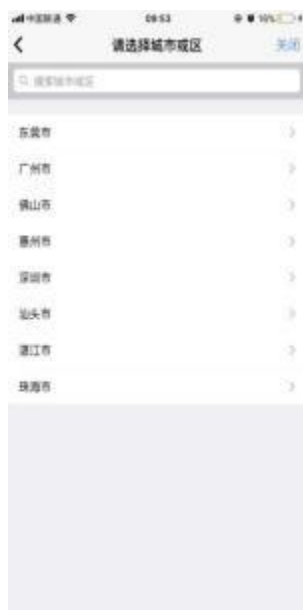 中国联通 09:53
请选择城市或区 关闭
搜索城市或区
东莞市
广州市
佛山市
惠州市
深圳市
汕头市
湛江市
珠海市